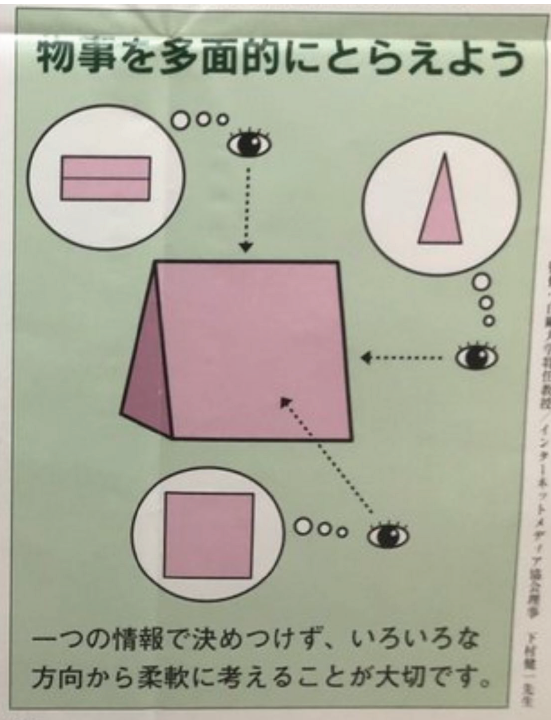 物事を多面的にとらえよう
一つの情報で決めつけず、いろいろな
方向から柔軟に考えることが大切です。
大学特任教授/インターネットメディア協会理事 下村健一先生